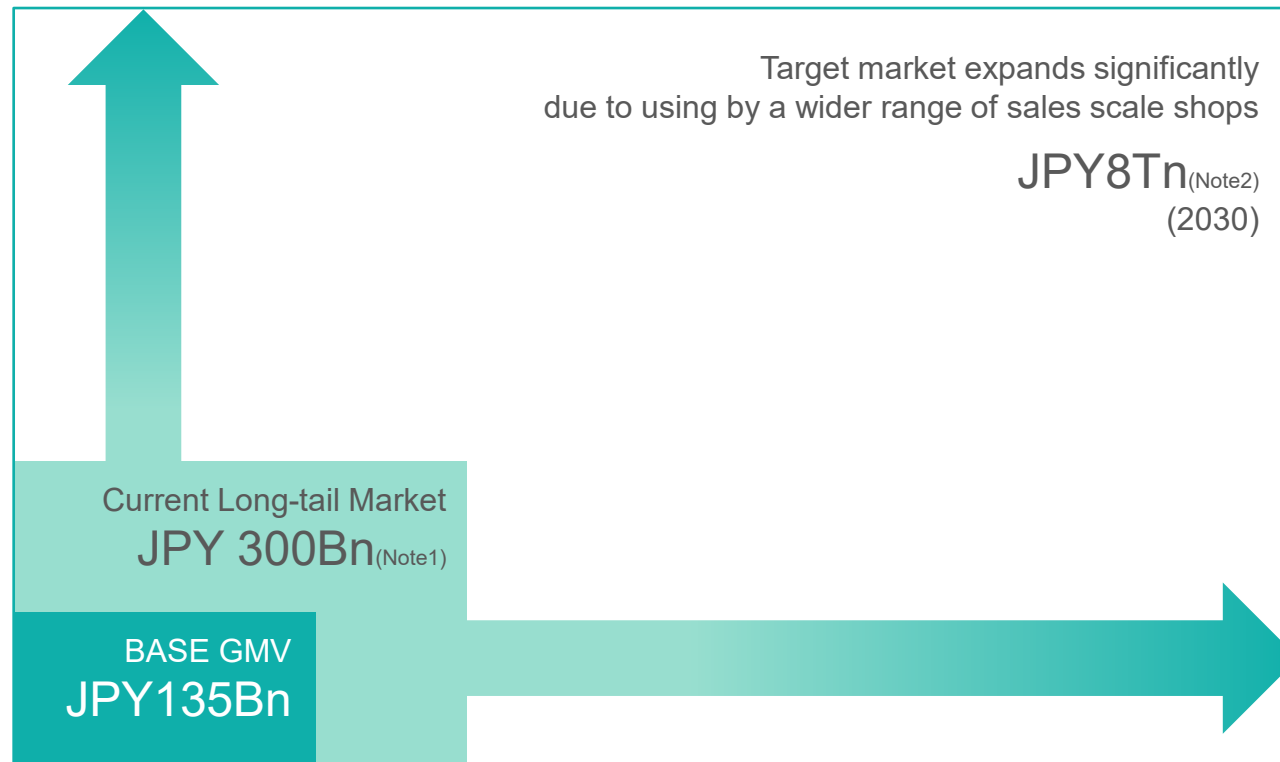 Target market expands significantly
due to using by a wider range of sales scale shops
JPY8Tn(Note2)
(2030)
Current Long-tail Market
JPY 300Bn(Note1)
BASE GMV
JPY135Bn